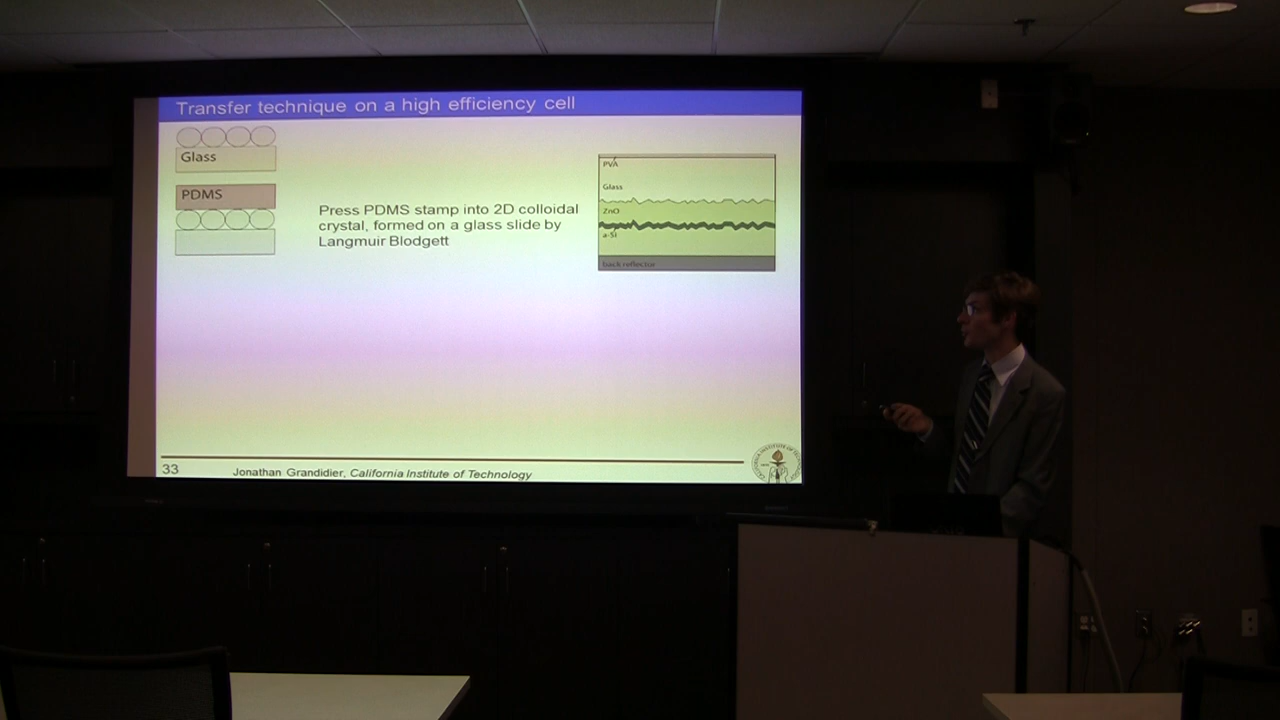 Transfer technique on a high efficiency cell
Glass
PDMS
Press PDMS stamp into 2D colloidal
crystal, formed on a glass slide by
Langmuir Blodgett
PVA
Glass
ZnO
a-Si
back reflector
33
Jonathan Grandidier, California Institute of Technology